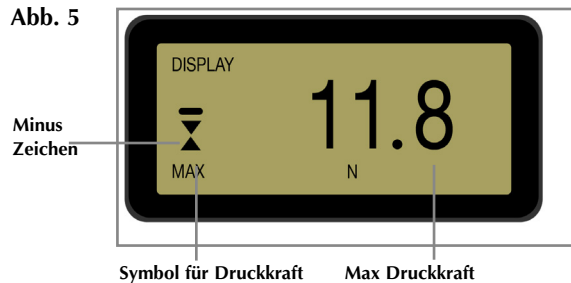 Abb. 5
DISPLAY
11.8
Minus
Zeichen
MAX
N
Symbol für Druckkraft
Max Druckkraft